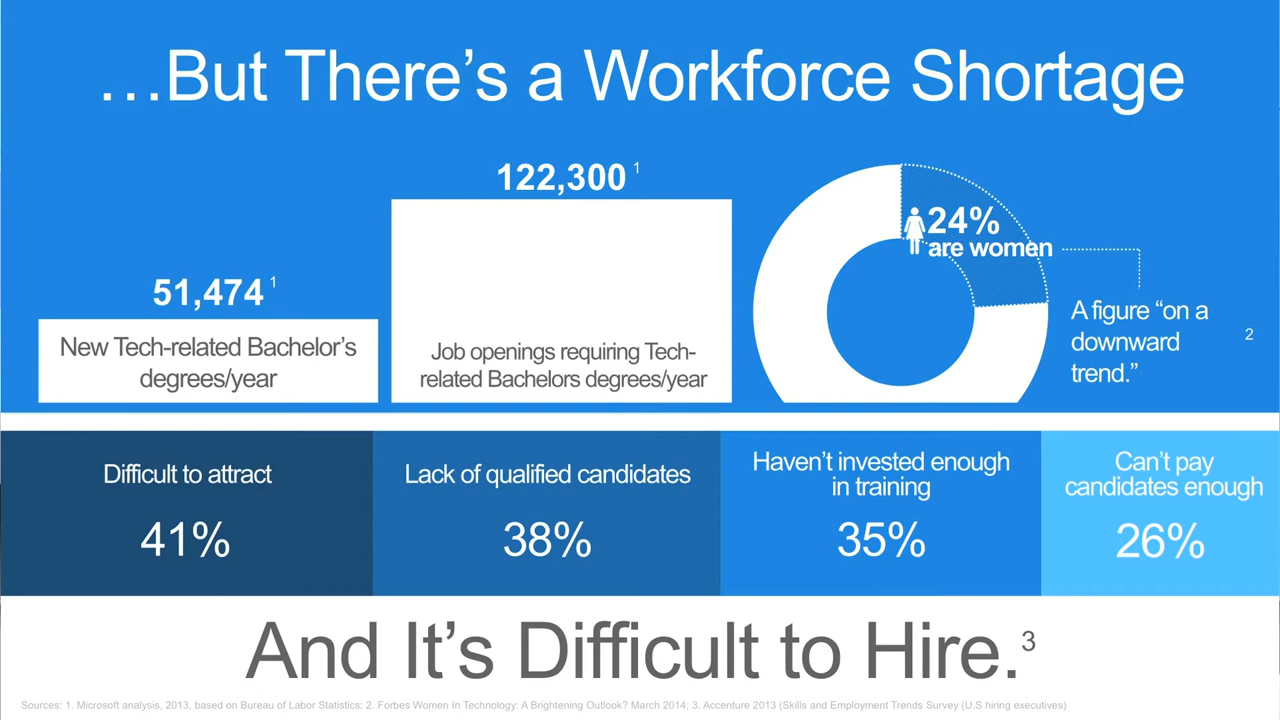 …But There’s a Workforce Shortage
51,474 1
New Tech-related Bachelor’s
degrees/year
122,300 1
Job openings requiring Tech-
related Bachelors degrees/year
24%
are women
A figure “on a
downward
trend.”
2
Difficult to attract
41%
Lack of qualified candidates
38%
Haven’t invested enough
in training
35%
Can’t pay
candidates enough
26%
And It’s Difficult to Hire.3
Sources: 1. Microsoft analysis, 2013, based on Bureau of Labor Statistics; 2. Forbes Women In Technology: A Brightening Outlook? March 2014; 3. Accenture 2013 (Skills and Employment Trends Survey (U.S hiring executives)